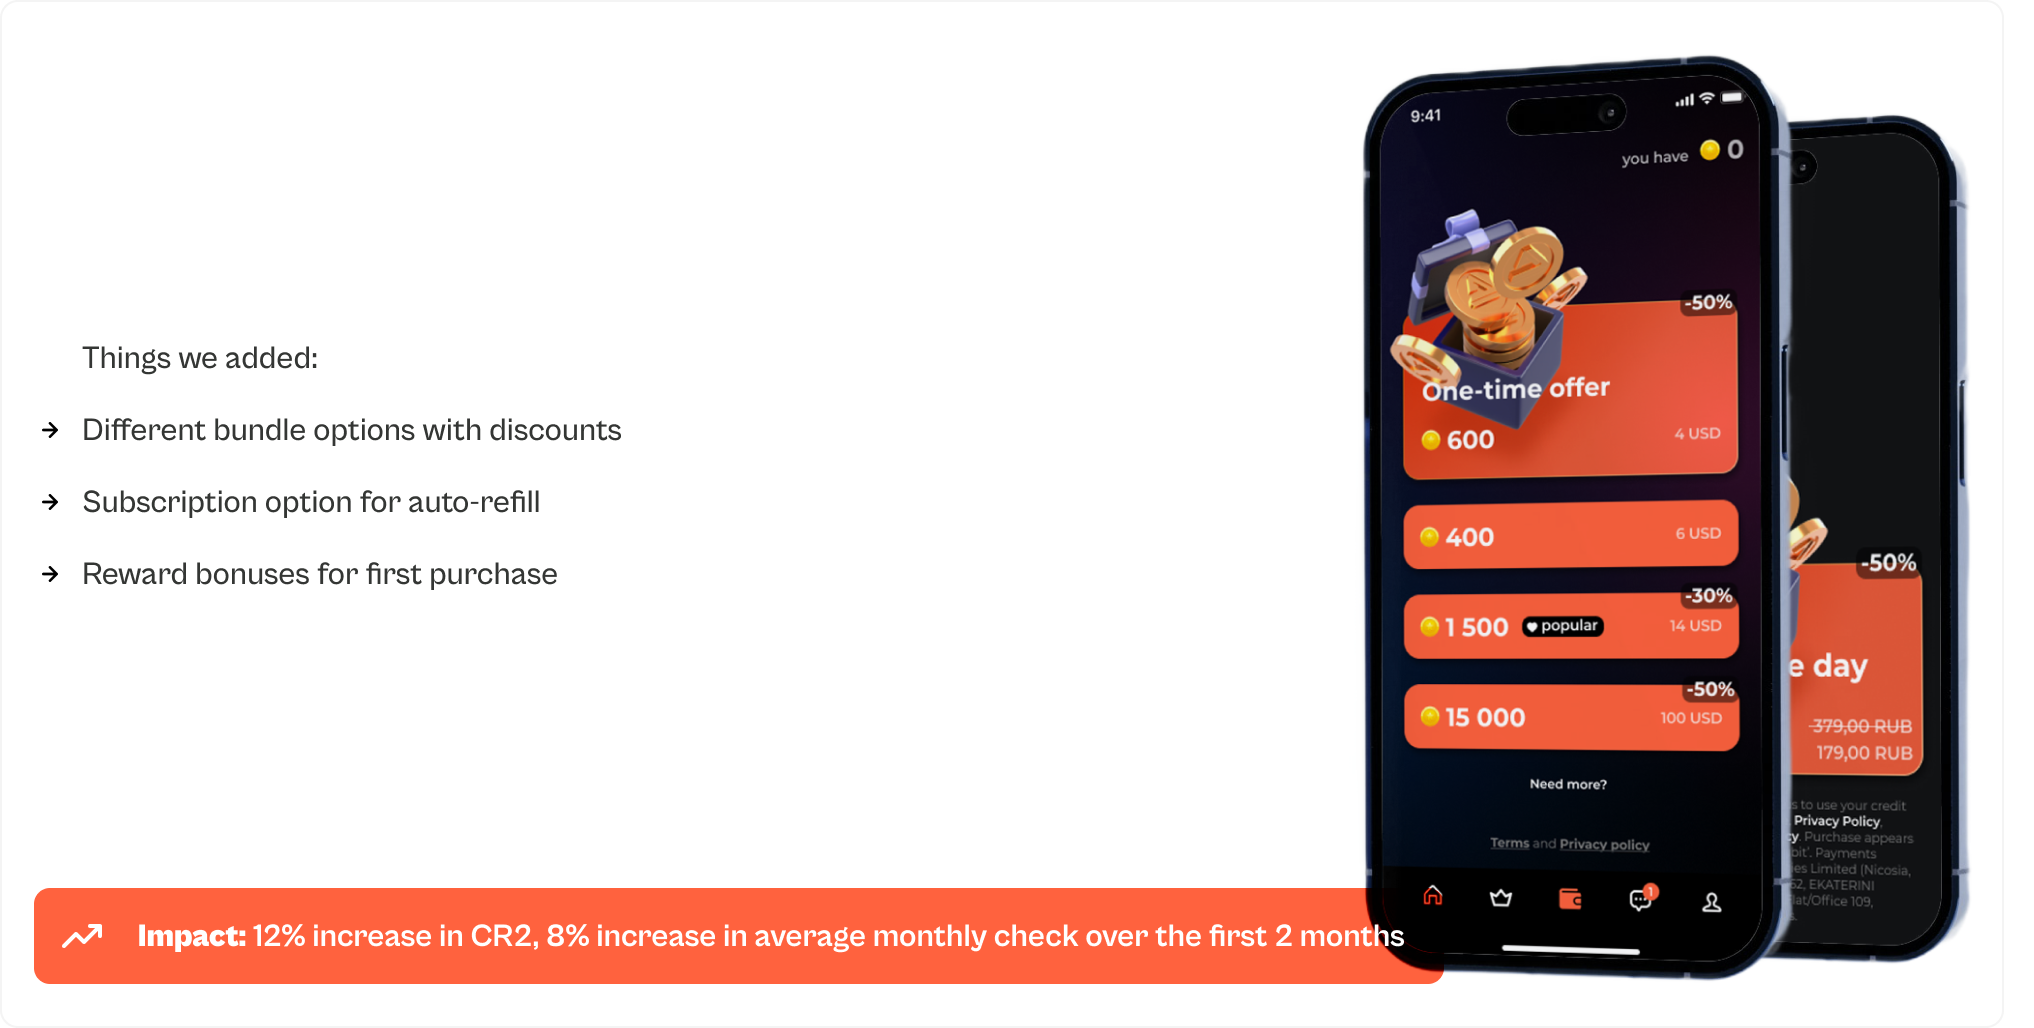 Things we added:
Different bundle options with discounts
Subscription option for auto-refill
Reward bonuses for first purchase
Impact: 12% increase in CR2, 8% increase in average monthly check over the first 2 months
9:41
you have 0
-50%
One-time offer
600 4 USD
400 6 USD
-30%
1 500 popular 14 USD
-50%
15 000 100 USD
Need more?
Terms and Privacy policy
1
-50%
e day
379,00 RUB
179,00 RUB
s to use your credit
Privacy Policy,
cy. Purchase appears
bit'. Payments
ies Limited (Nicosia,
62, EKATERINI
lat/Office 109,